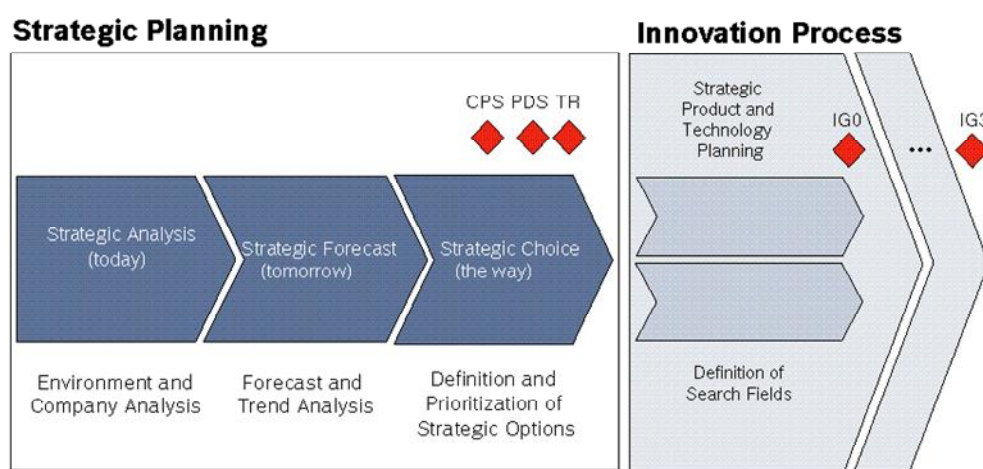 Strategic Planning
Innovation Process
CPS PDS TR
Strategic Analysis
(today)
Strategic Forecast
(tomorrow)
Strategic Choice
(the way)
Environment and
Company Analysis
Forecast and
Trend Analysis
Definition and
Prioritization of
Strategic Options
Strategic
Product and
Technology
Planning
IG0
...
IG3
Definition of
Search Fields